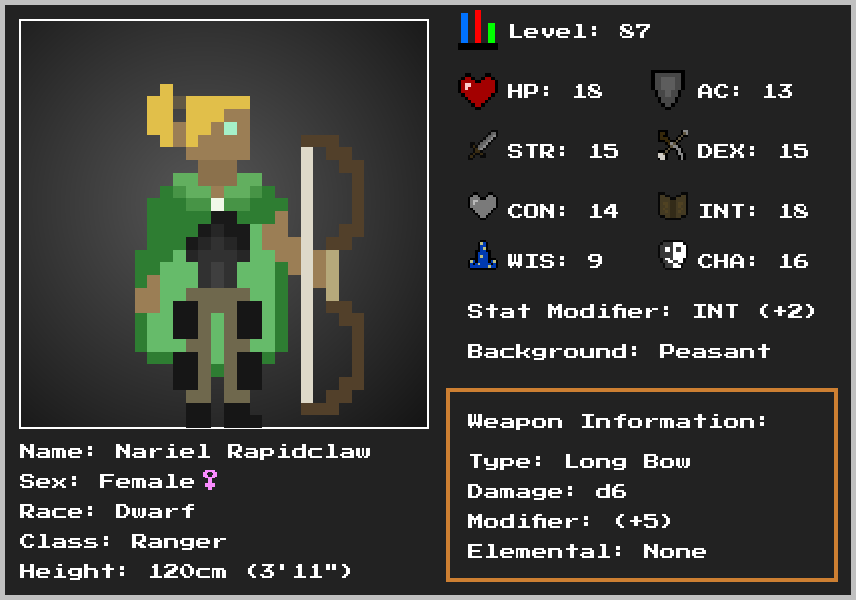 Level: 87
HP: 18
AC: 13
STR: 15
DEX: 15
CON: 14
INT: 18
WIS: 9
CHA: 16
Stat Modifier: INT (+2)
Background: Peasant
Weapon Information:
Type: Long Bow
Damage: d6
Modifier: (+5)
Elemental: None
Name: Nariel Rapidclaw
Sex: Female♀
Race: Dwarf
Class: Ranger
Height: 120cm (3'11")